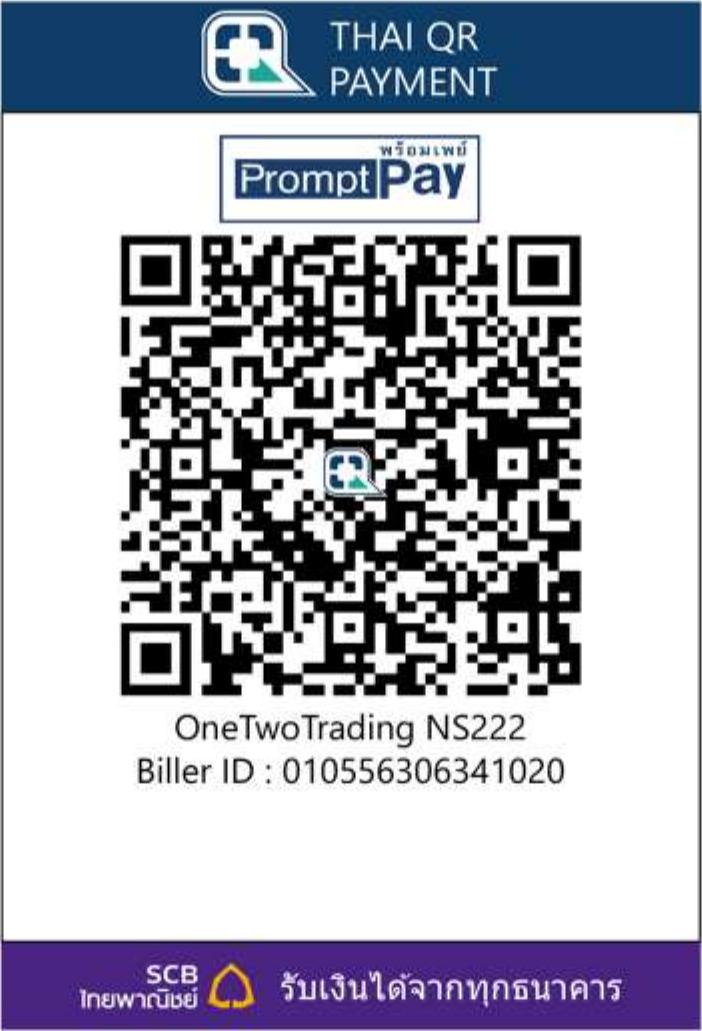 THAI QR
PAYMENT
พร้อมเพย์
PromptPay
OneTwoTrading NS222
Biller ID : 010556306341020
SCB
ไทยพาณิชย์
รับเงินได้จากทุกธนาคาร